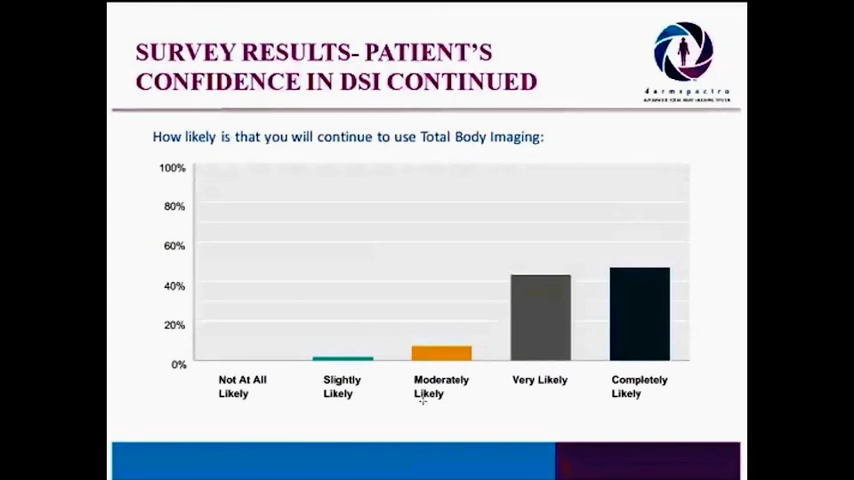 SURVEY RESULTS- PATIENT'S
CONFIDENCE IN DSI CONTINUED
dermspectra
How likely is that you will continue to use Total Body Imaging:
100%
80%
60%
40%
20%
0%
Not At All
Likely
Slightly
Likely
Moderately
Likely
Very Likely
Completely
Likely